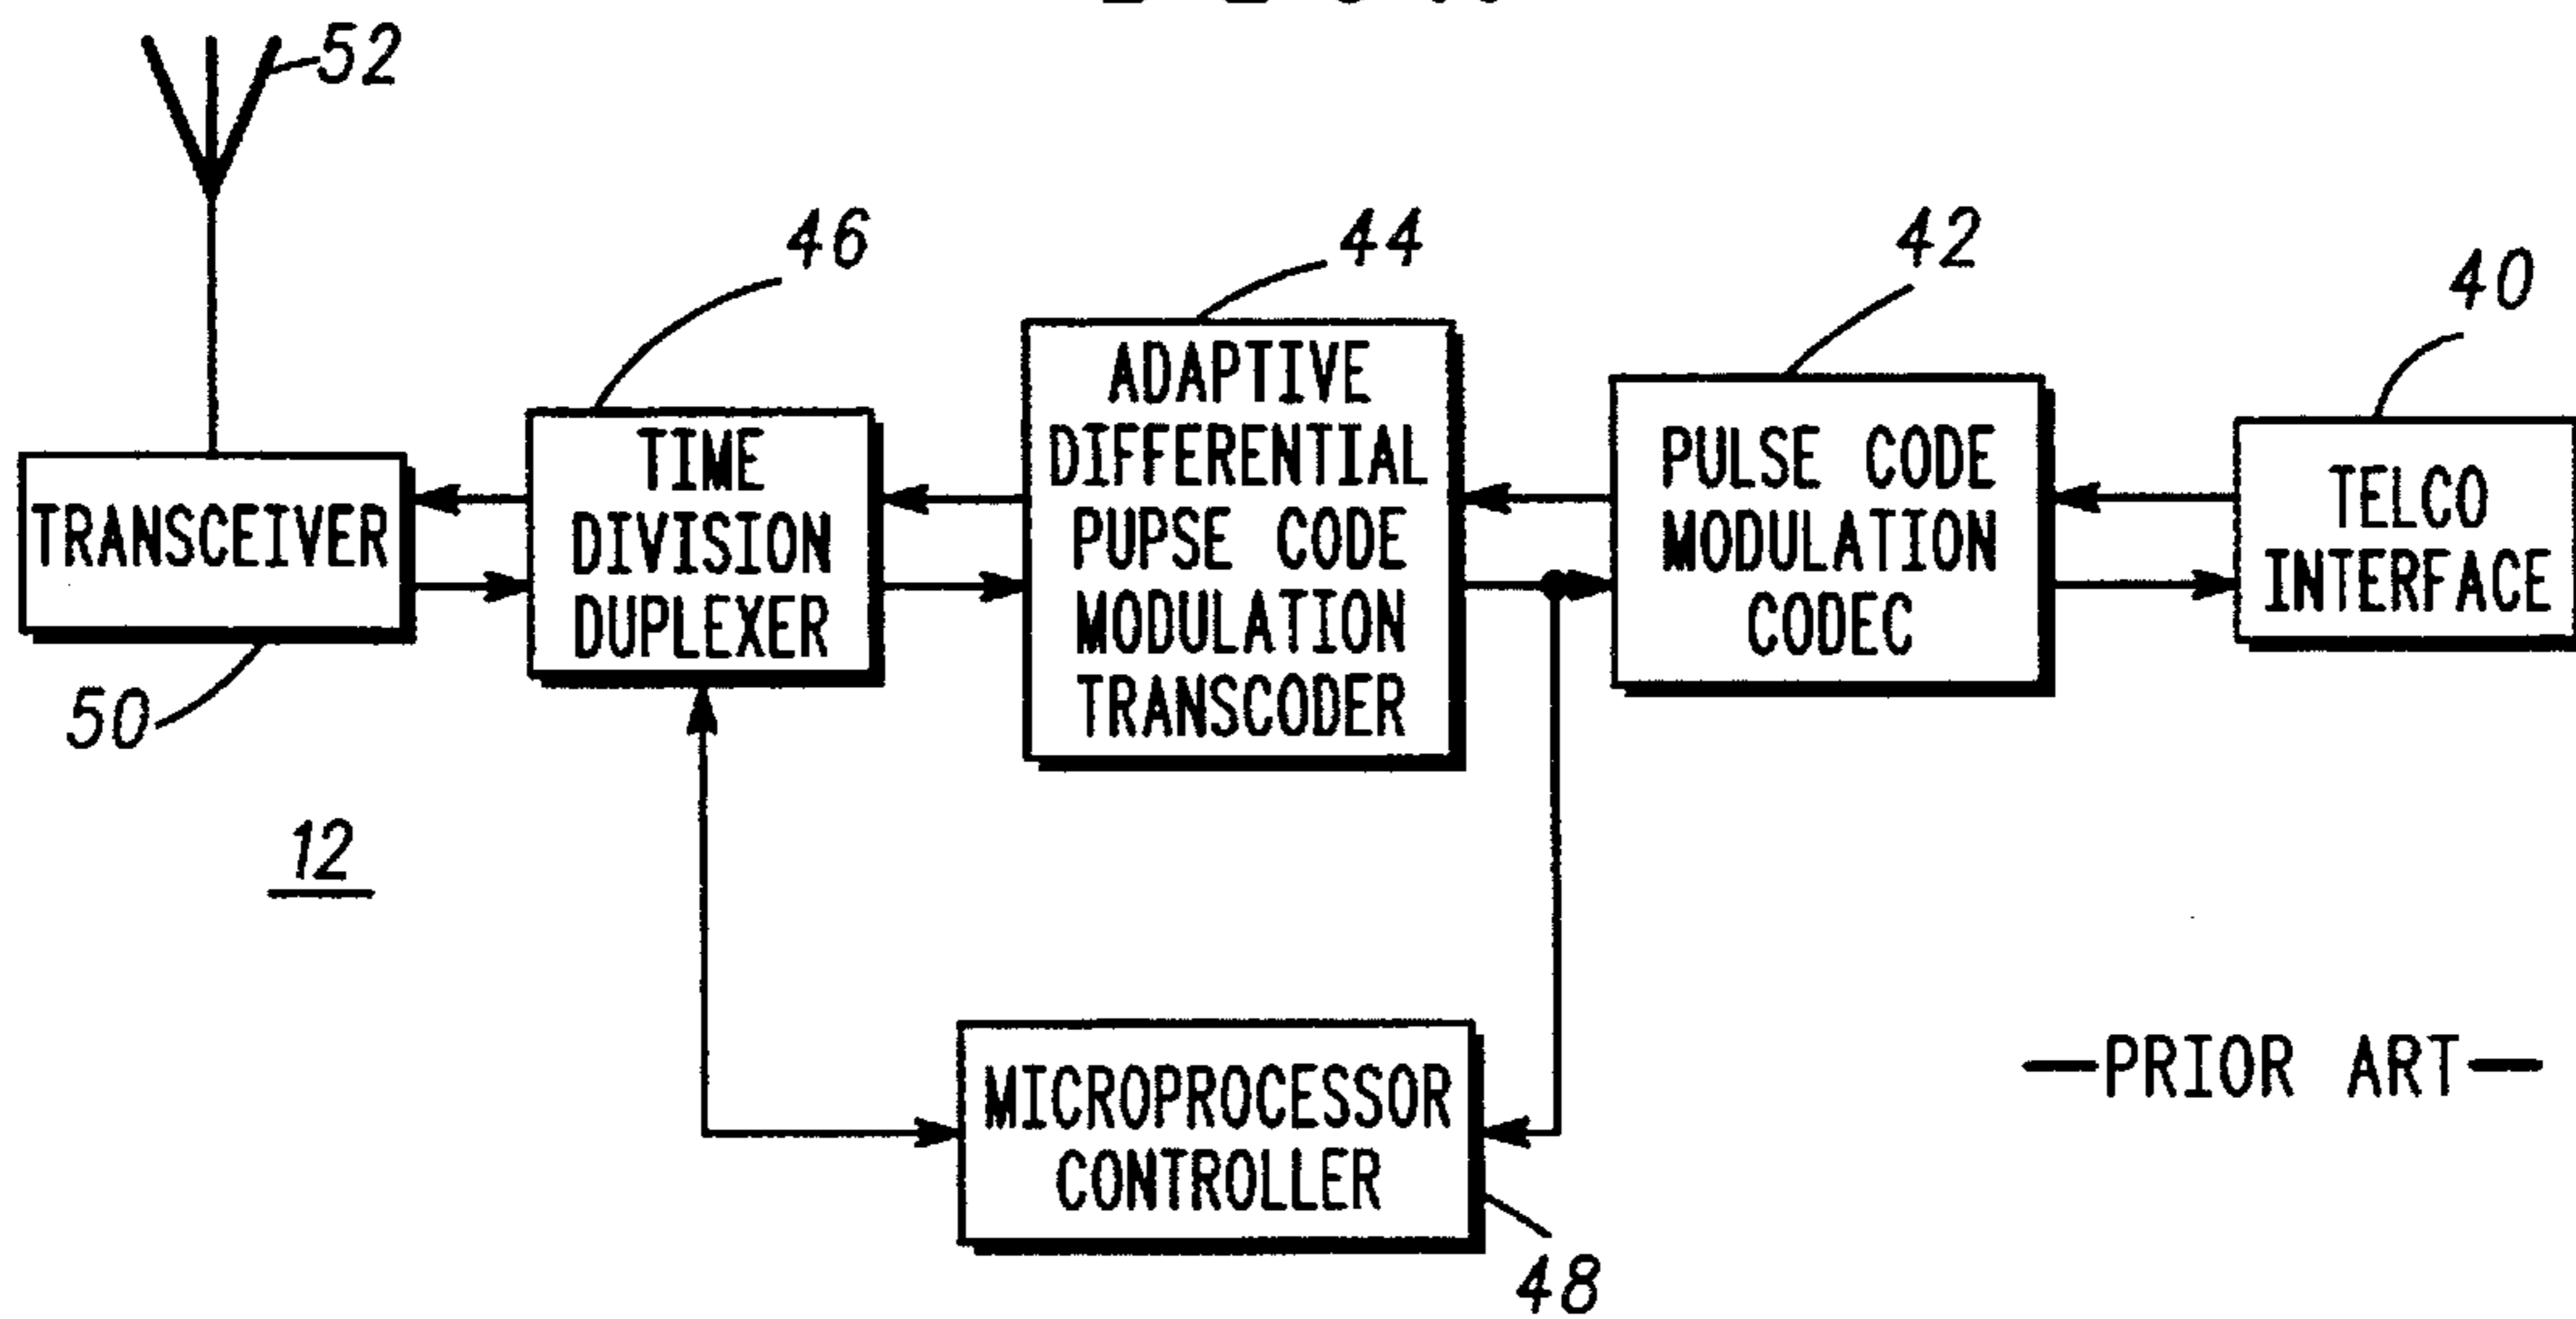 52
46
44
42
40
ADAPTIVE
DIFFERENTIAL
PUPSE CODE
MODULATION
TRANSCODER
TIME
DIVISION
DUPLEXER
PULSE CODE
MODULATION
CODEC
TELCO
INTERFACE
TRANSCEIVER
50
12
MICROPROCESSOR
CONTROLLER
—PRIOR ART—
48